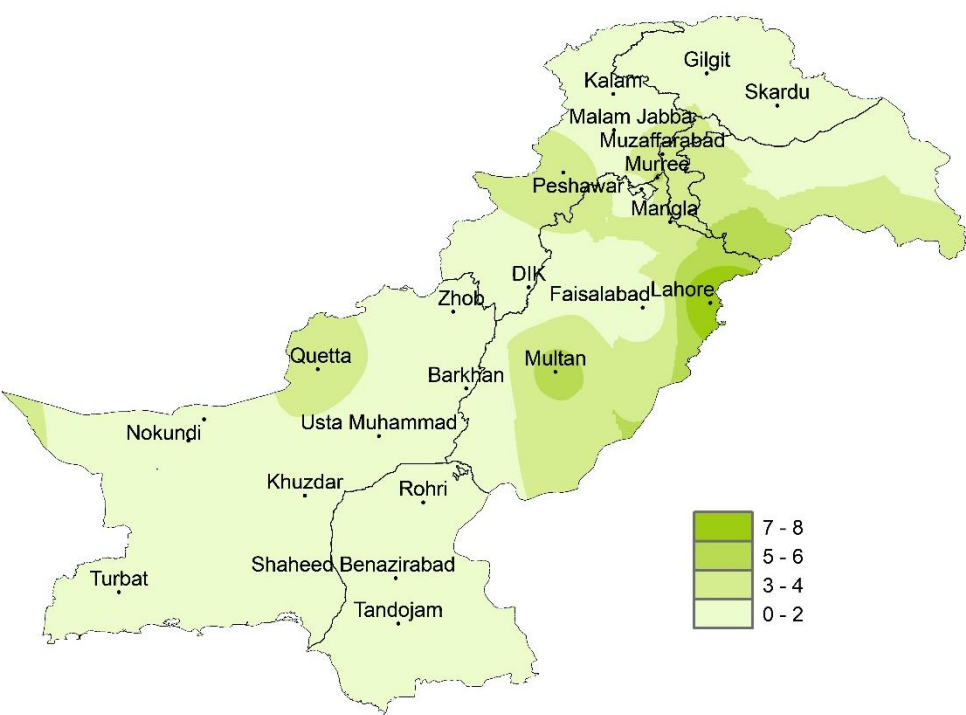 Gilgit
Kalam
Skardu
Malam Jabba
Muzaffarabad
Murree
Peshawar
Mangla
DIK
Zhob
Faisalabad
Lahore
Quetta
Multan
Barkhan
Usta Muhammad
Nokundi
Khuzdar
Rohri
7 - 8
5 - 6
3 - 4
0 - 2
Shaheed Benazirabad
Turbat
Tandojam